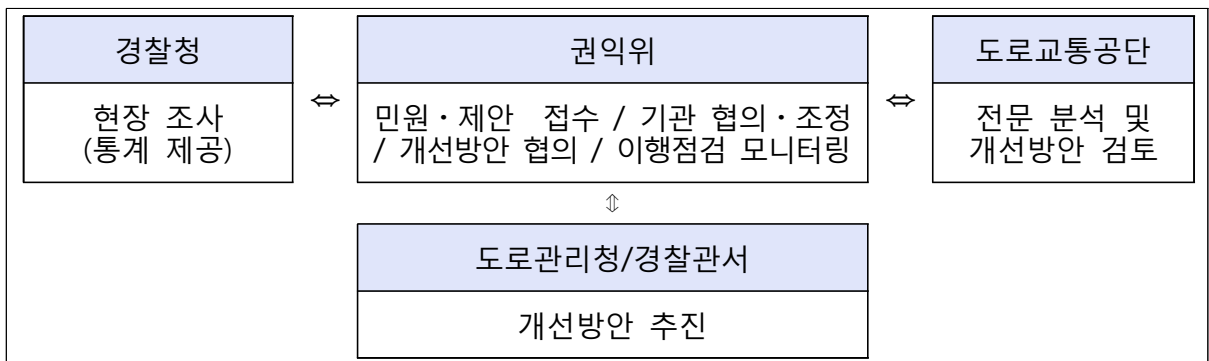 경찰청
현장 조사
(통계 제공)
⇔
권익위
민원・제안 접수 / 기관 협의・조정
/ 개선방안 협의 / 이행점검 모니터링
⇔
도로교통공단
전문 분석 및
개선방안 검토
⇕
도로관리청/경찰관서
개선방안 추진